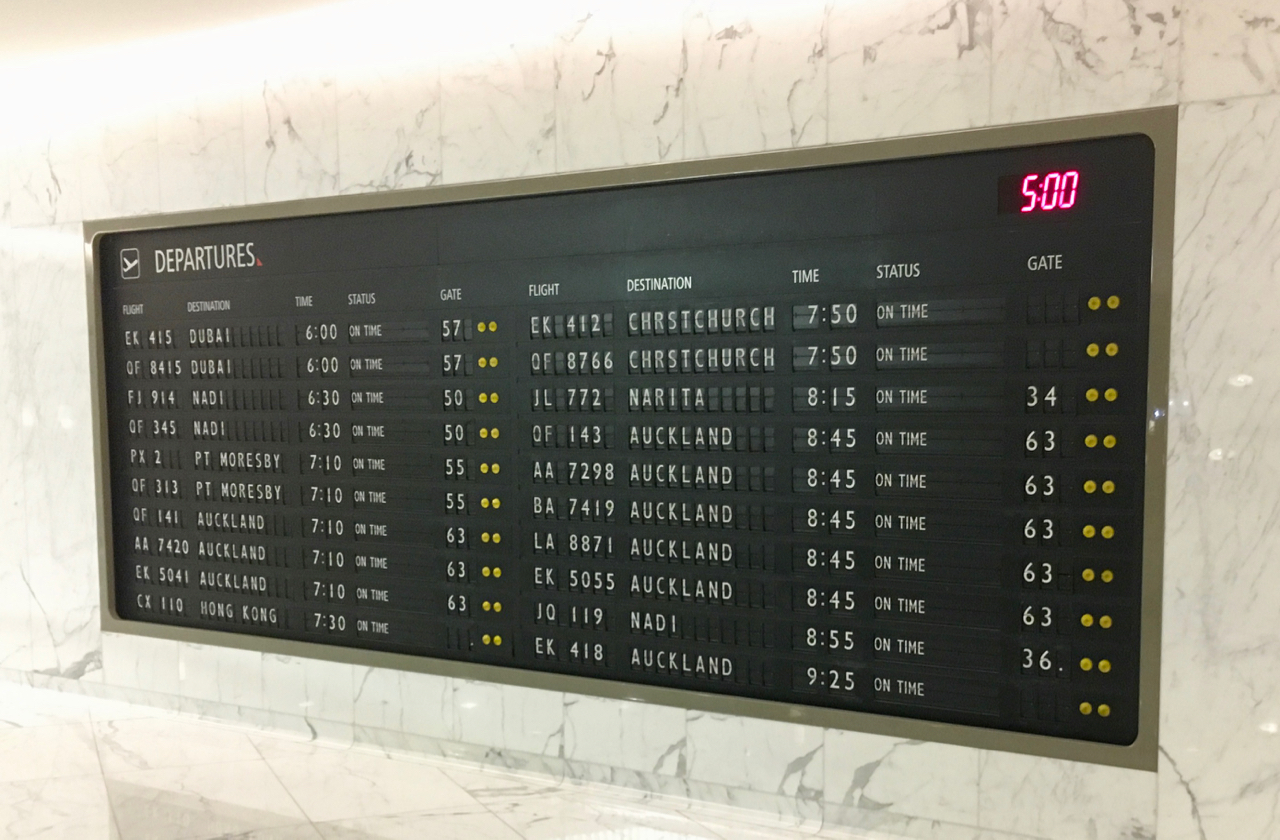 5:00
DEPARTURES
FLIGHT DESTINATION TIME STATUS GATE
EK 415 DUBAI 6:00 ON TIME 57
QF 8415 DUBAI 6:00 ON TIME 57
FJ 914 NADI 6:30 ON TIME 50
QF 345 NADI 6:30 ON TIME 50
PX 2 PT MORESBY 7:10 ON TIME 55
QF 313 PT MORESBY 7:10 ON TIME 55
QF 141 AUCKLAND 7:10 ON TIME 63
AA 7420 AUCKLAND 7:10 ON TIME 63
EK 5041 AUCKLAND 7:10 ON TIME 63
CX 110 HONG KONG 7:30 ON TIME
FLIGHT DESTINATION TIME STATUS GATE
EK 412 CHRSTCHURCH 7:50 ON TIME
QF 8766 CHRSTCHURCH 7:50 ON TIME
JL 772 NARITA 8:15 ON TIME 34
QF 143 AUCKLAND 8:45 ON TIME 63
AA 7298 AUCKLAND 8:45 ON TIME 63
BA 7419 AUCKLAND 8:45 ON TIME 63
LA 8871 AUCKLAND 8:45 ON TIME 63
EK 5055 AUCKLAND 8:45 ON TIME 63
JQ 119 NADI 8:55 ON TIME 36.
EK 418 AUCKLAND 9:25 ON TIME